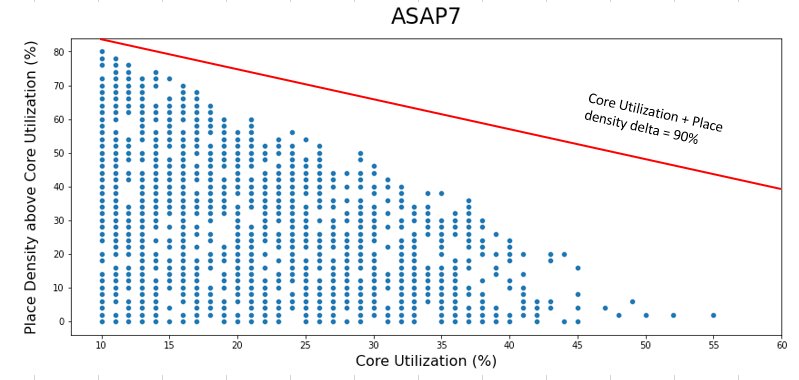 ASAP7
Place Density above Core Utilization (%)
80
70
60
50
40
30
20
10
0
Core Utilization + Place
density delta = 90%
10 15 20 25 30 35 40 45 50 55 60
Core Utilization (%)